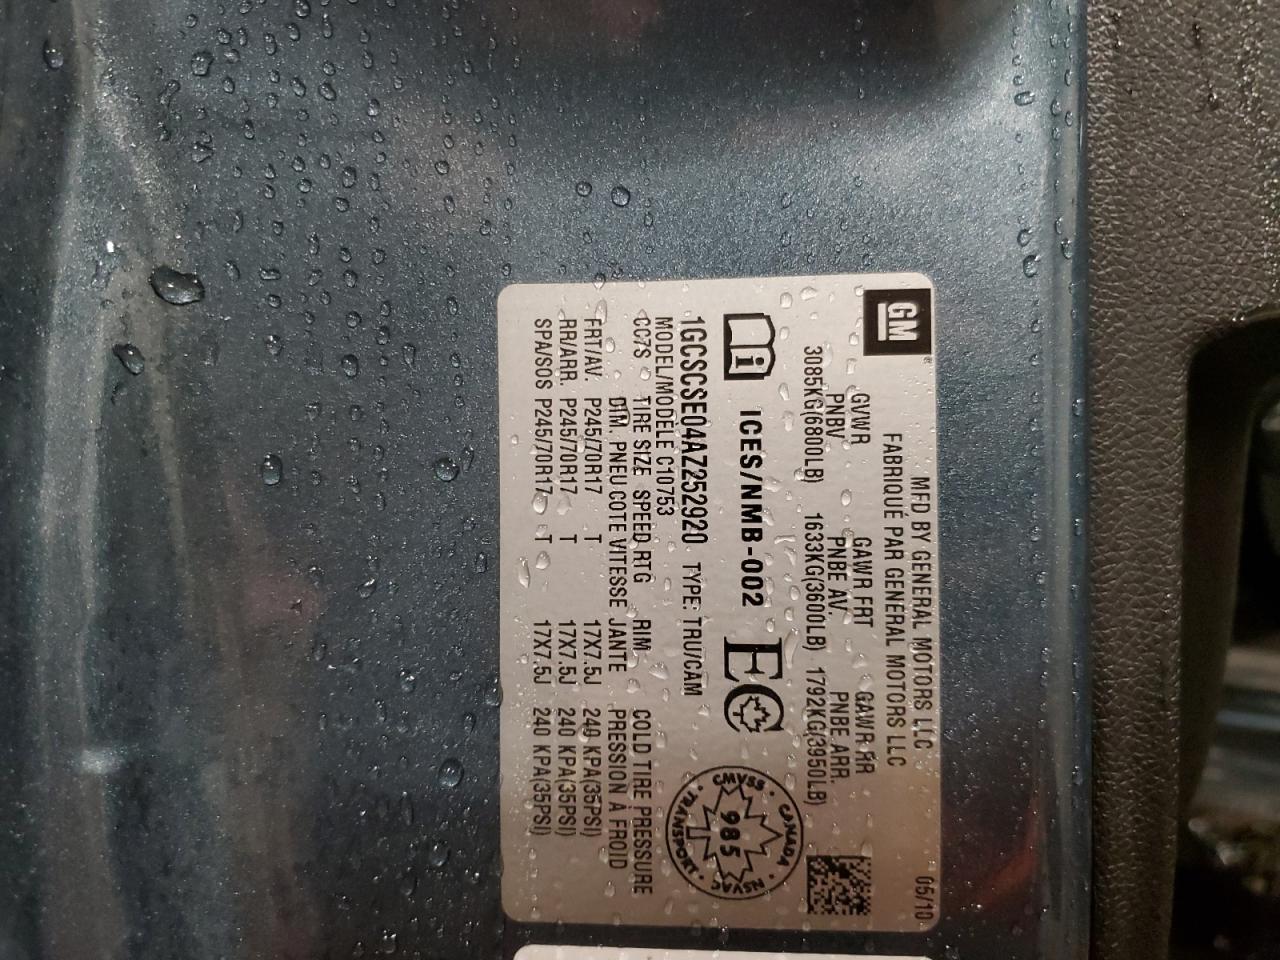 GM
MFD BY GENERAL MOTORS LLC 05/10
FABRIQUÉ PAR GENERAL MOTORS LLC
GVWR GAWR FRT GAWR RR
PNBV PNBE AV. PNBE ARR.
3085KG(6800LB) 1633KG(3600LB) 1792KG(3950LB)
i ICES/NMB-002 EC
CANADA
CMVSS • NSVAC
985
TRANSPORT
1GCSCSE04AZ252920 TYPE: TRU/CAM
MODEL/MODELE C10753
CC7S TIRE SIZE SPEED RTG RIM COLD TIRE PRESSURE
DIM. PNEU COTE VITESSE JANTE PRESSION A FROID
FRT/AV. P245/70R17 T 17X7.5J 240 KPA(35PSI)
RR/ARR. P245/70R17 T 17X7.5J 240 KPA(35PSI)
SPA/SOS P245/70R17 T 17X7.5J 240 KPA(35PSI)